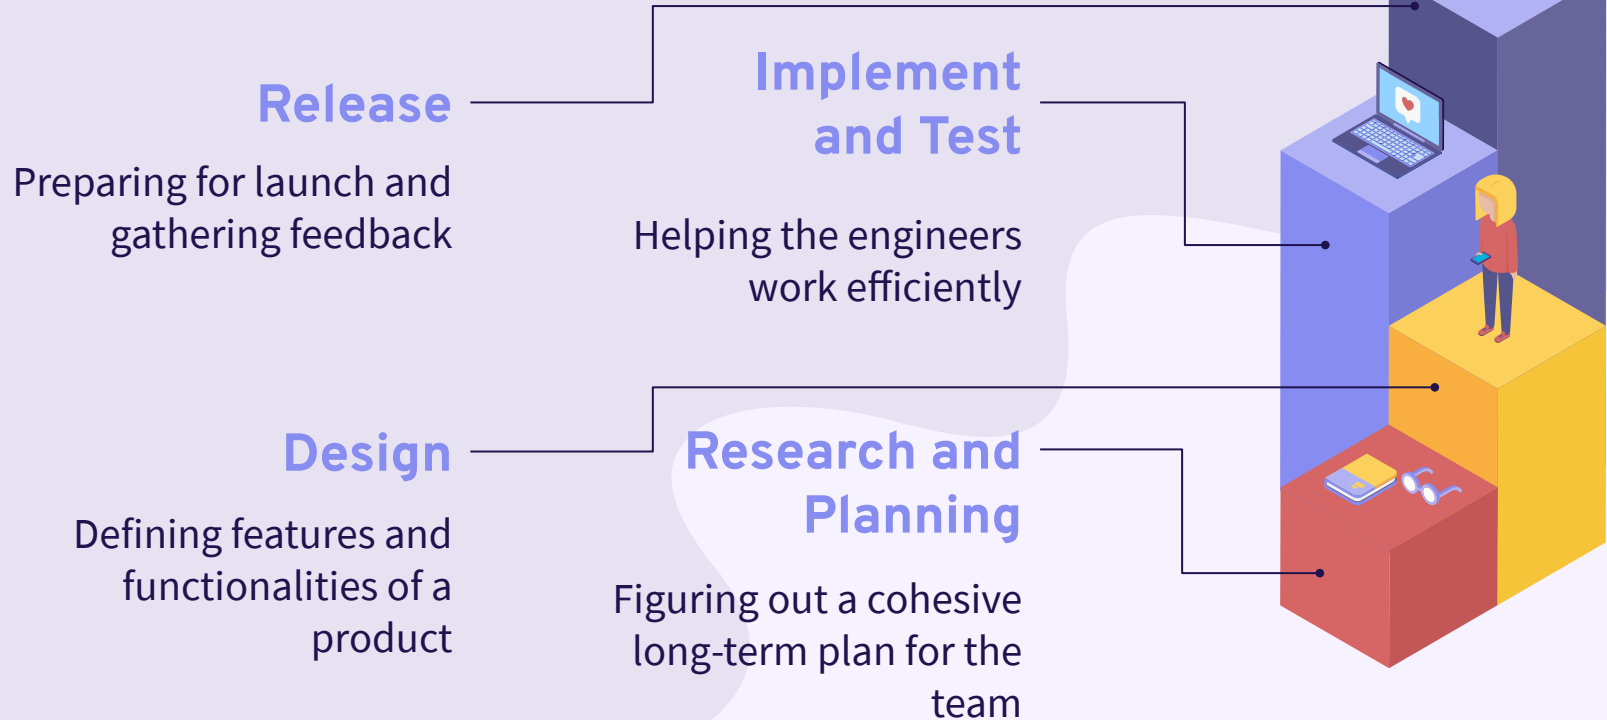 Release
Preparing for launch and
gathering feedback
Implement
and Test
Helping the engineers
work efficiently
Design
Defining features and
functionalities of a
product
Research and
Planning
Figuring out a cohesive
long-term plan for the
team